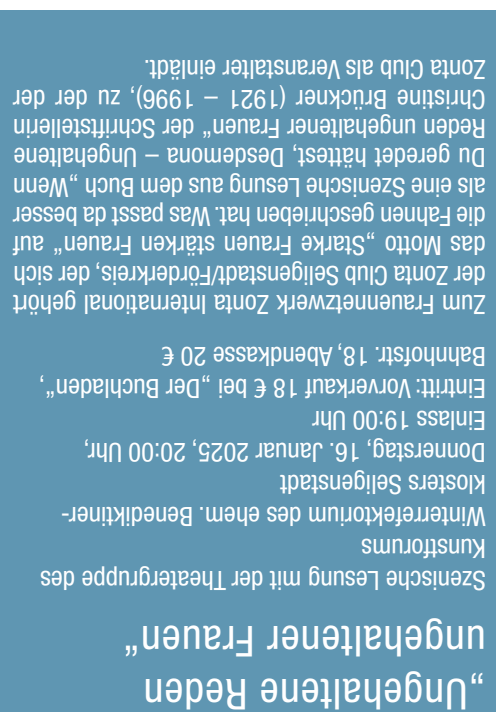 „Ungehaltene Reden
ungehaltener Frauen“
Szenische Lesung mit der Theatergruppe des
Kunstforums
Winterrefektorium des ehem. Benediktiner-
klosters Seligenstadt
Donnerstag, 16. Januar 2025, 20:00 Uhr,
Einlass 19:00 Uhr
Eintritt: Vorverkauf 18 € bei „Der Buchladen“,
Bahnhofstr. 18, Abendkasse 20 €
Zum Frauennetzwerk Zonta International gehört
der Zonta Club Seligenstadt/Förderkreis, der sich
das Motto „Starke Frauen stärken Frauen“ auf
die Fahnen geschrieben hat. Was passt da besser
als eine Szenische Lesung aus dem Buch „Wenn
Du geredet hättest, Desdemona – Ungehaltene
Reden ungehaltener Frauen“ der Schriftstellerin
Christine Brückner (1921 – 1996), zu der der
Zonta Club als Veranstalter einlädt.